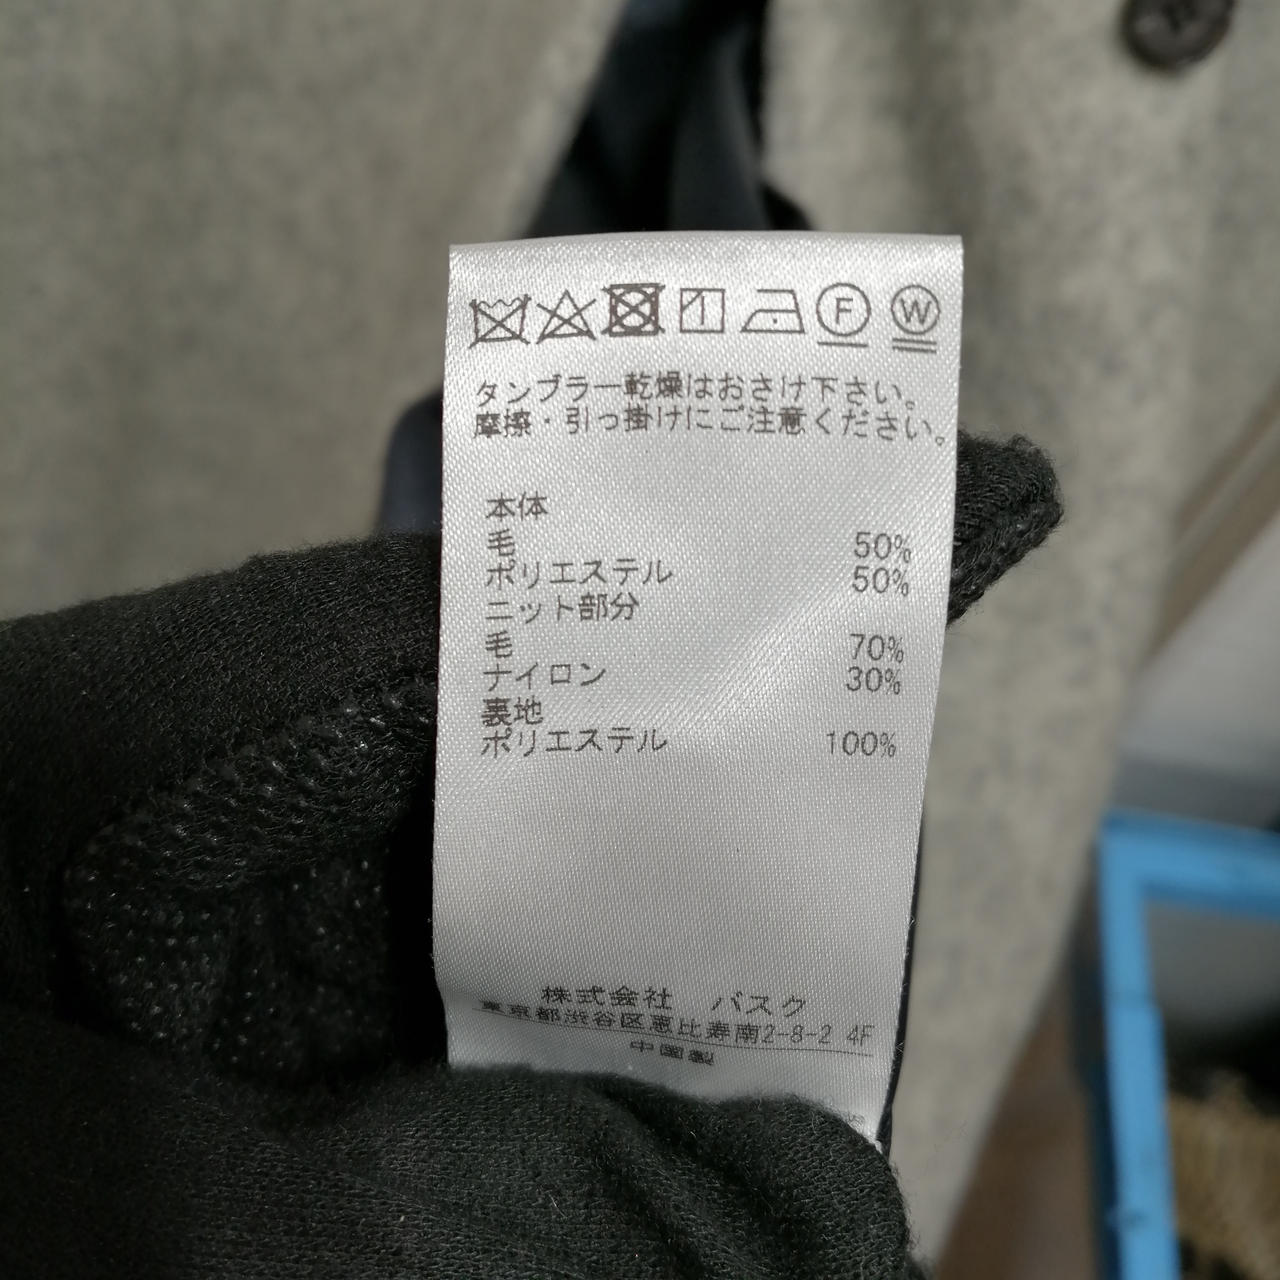 F W
タンブラー乾燥はおさけ下さい。
摩擦・引っ掛けにご注意ください。
本体
毛 50%
ポリエステル 50%
ニット部分
毛 70%
ナイロン 30%
裏地
ポリエステル 100%
株式会社 バスク
東京都渋谷区恵比寿南2-8-2 4F
中国製